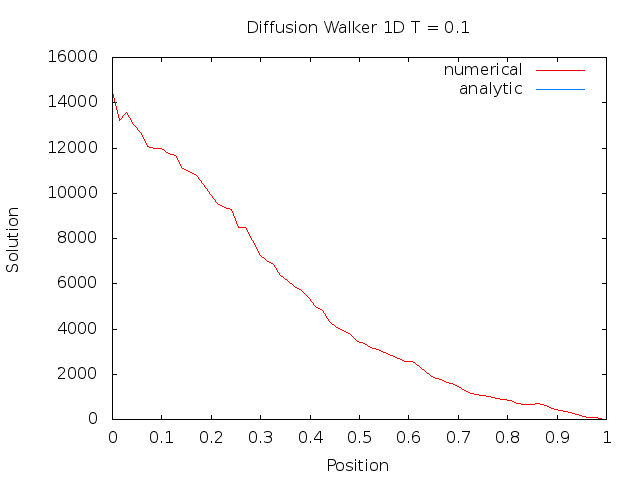 Diffusion Walker 1D T = 0.1
numerical
analytic
16000
14000
12000
10000
8000
6000
4000
2000
0
Solution
0 0.1 0.2 0.3 0.4 0.5 0.6 0.7 0.8 0.9 1
Position